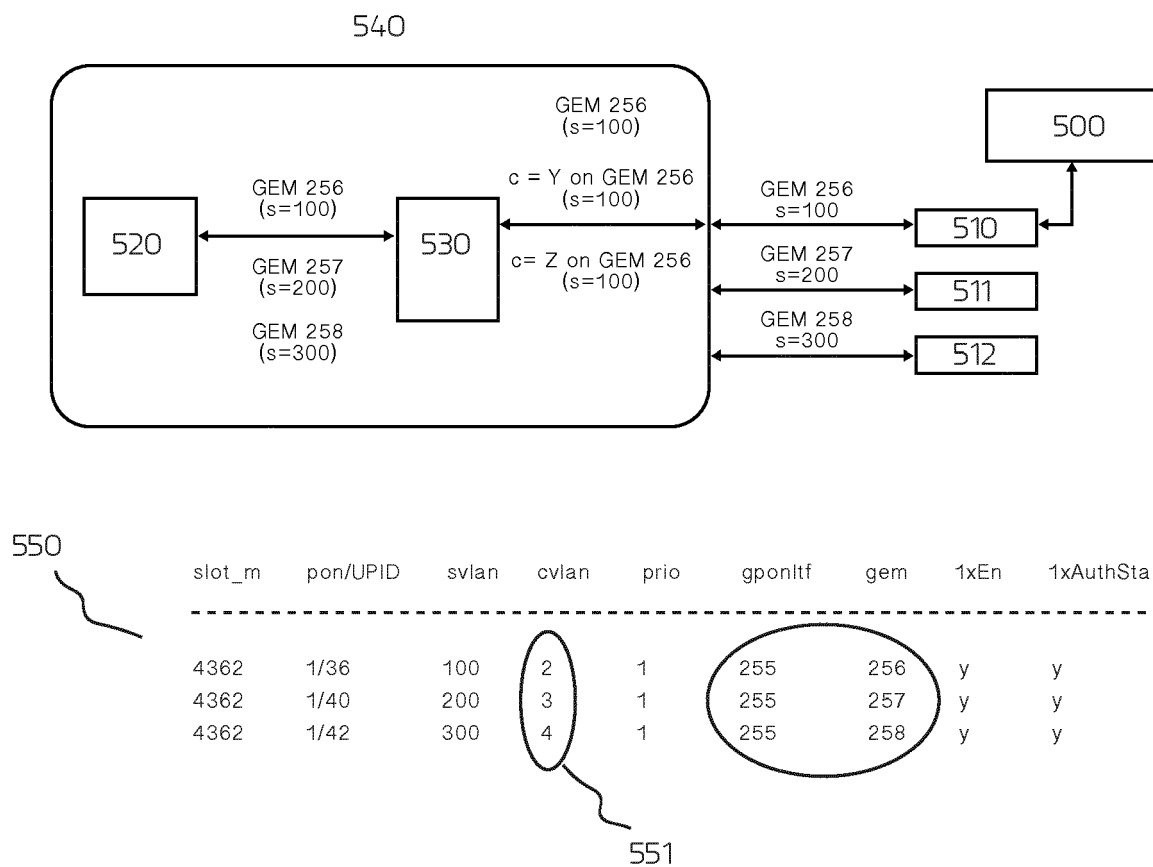 540
GEM 256
(s=100)
500
c = Y on GEM 256
(s=100)
GEM 256
(s=100)
GEM 256
s=100
520
530
510
c= Z on GEM 256
(s=100)
GEM 257
(s=200)
GEM 257
s=200
511
GEM 258
(s=300)
GEM 258
s=300
512
550
slot_m pon/UPID svlan cvlan prio gponItf gem 1xEn 1xAuthSta
4362 1/36 100 2 1 255 256 y y
4362 1/40 200 3 1 255 257 y y
4362 1/42 300 4 1 255 258 y y
551